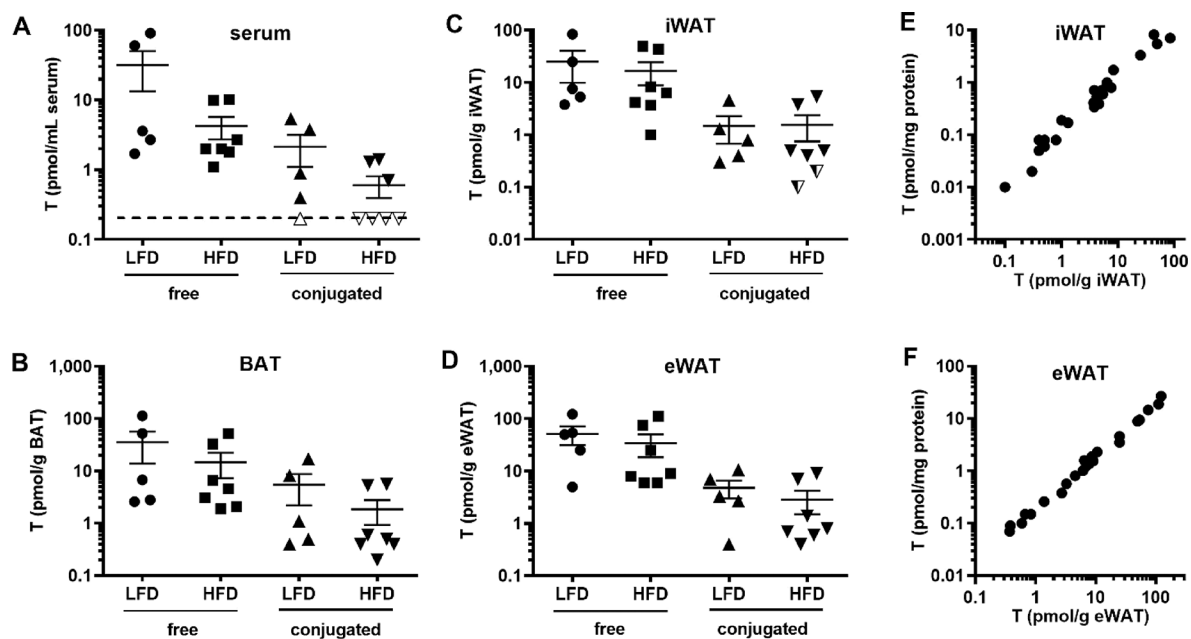 A
serum
T (pmol/mL serum)
100
10
1
0.1
LFD HFD LFD HFD
free conjugated
C
iWAT
T (pmol/g iWAT)
100
10
1
0.1
0.01
LFD HFD LFD HFD
free conjugated
E
iWAT
T (pmol/mg protein)
10
1
0.1
0.01
0.001
0.1 1 10 100
T (pmol/g iWAT)
B
BAT
T (pmol/g BAT)
1,000
100
10
1
0.1
LFD HFD LFD HFD
free conjugated
D
eWAT
T (pmol/g eWAT)
1,000
100
10
1
0.1
LFD HFD LFD HFD
free conjugated
F
eWAT
T (pmol/mg protein)
100
10
1
0.1
0.01
0.1 1 10 100
T (pmol/g eWAT)